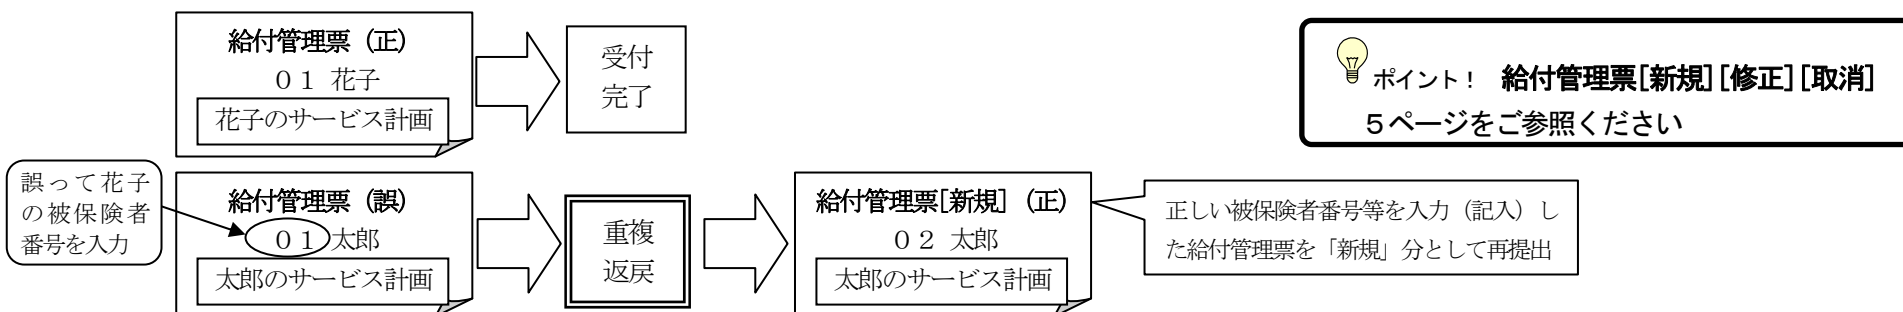 給付管理票（正）
０１ 花子
花子のサービス計画
受付
完了
ポイント！ 給付管理票[新規][修正][取消]
５ページをご参照ください
誤って花子
の被保険者
番号を入力
給付管理票（誤）
０１ 太郎
太郎のサービス計画
重複
返戻
給付管理票[新規]（正）
０２ 太郎
太郎のサービス計画
正しい被保険者番号等を入力（記入）し
た給付管理票を「新規」分として再提出